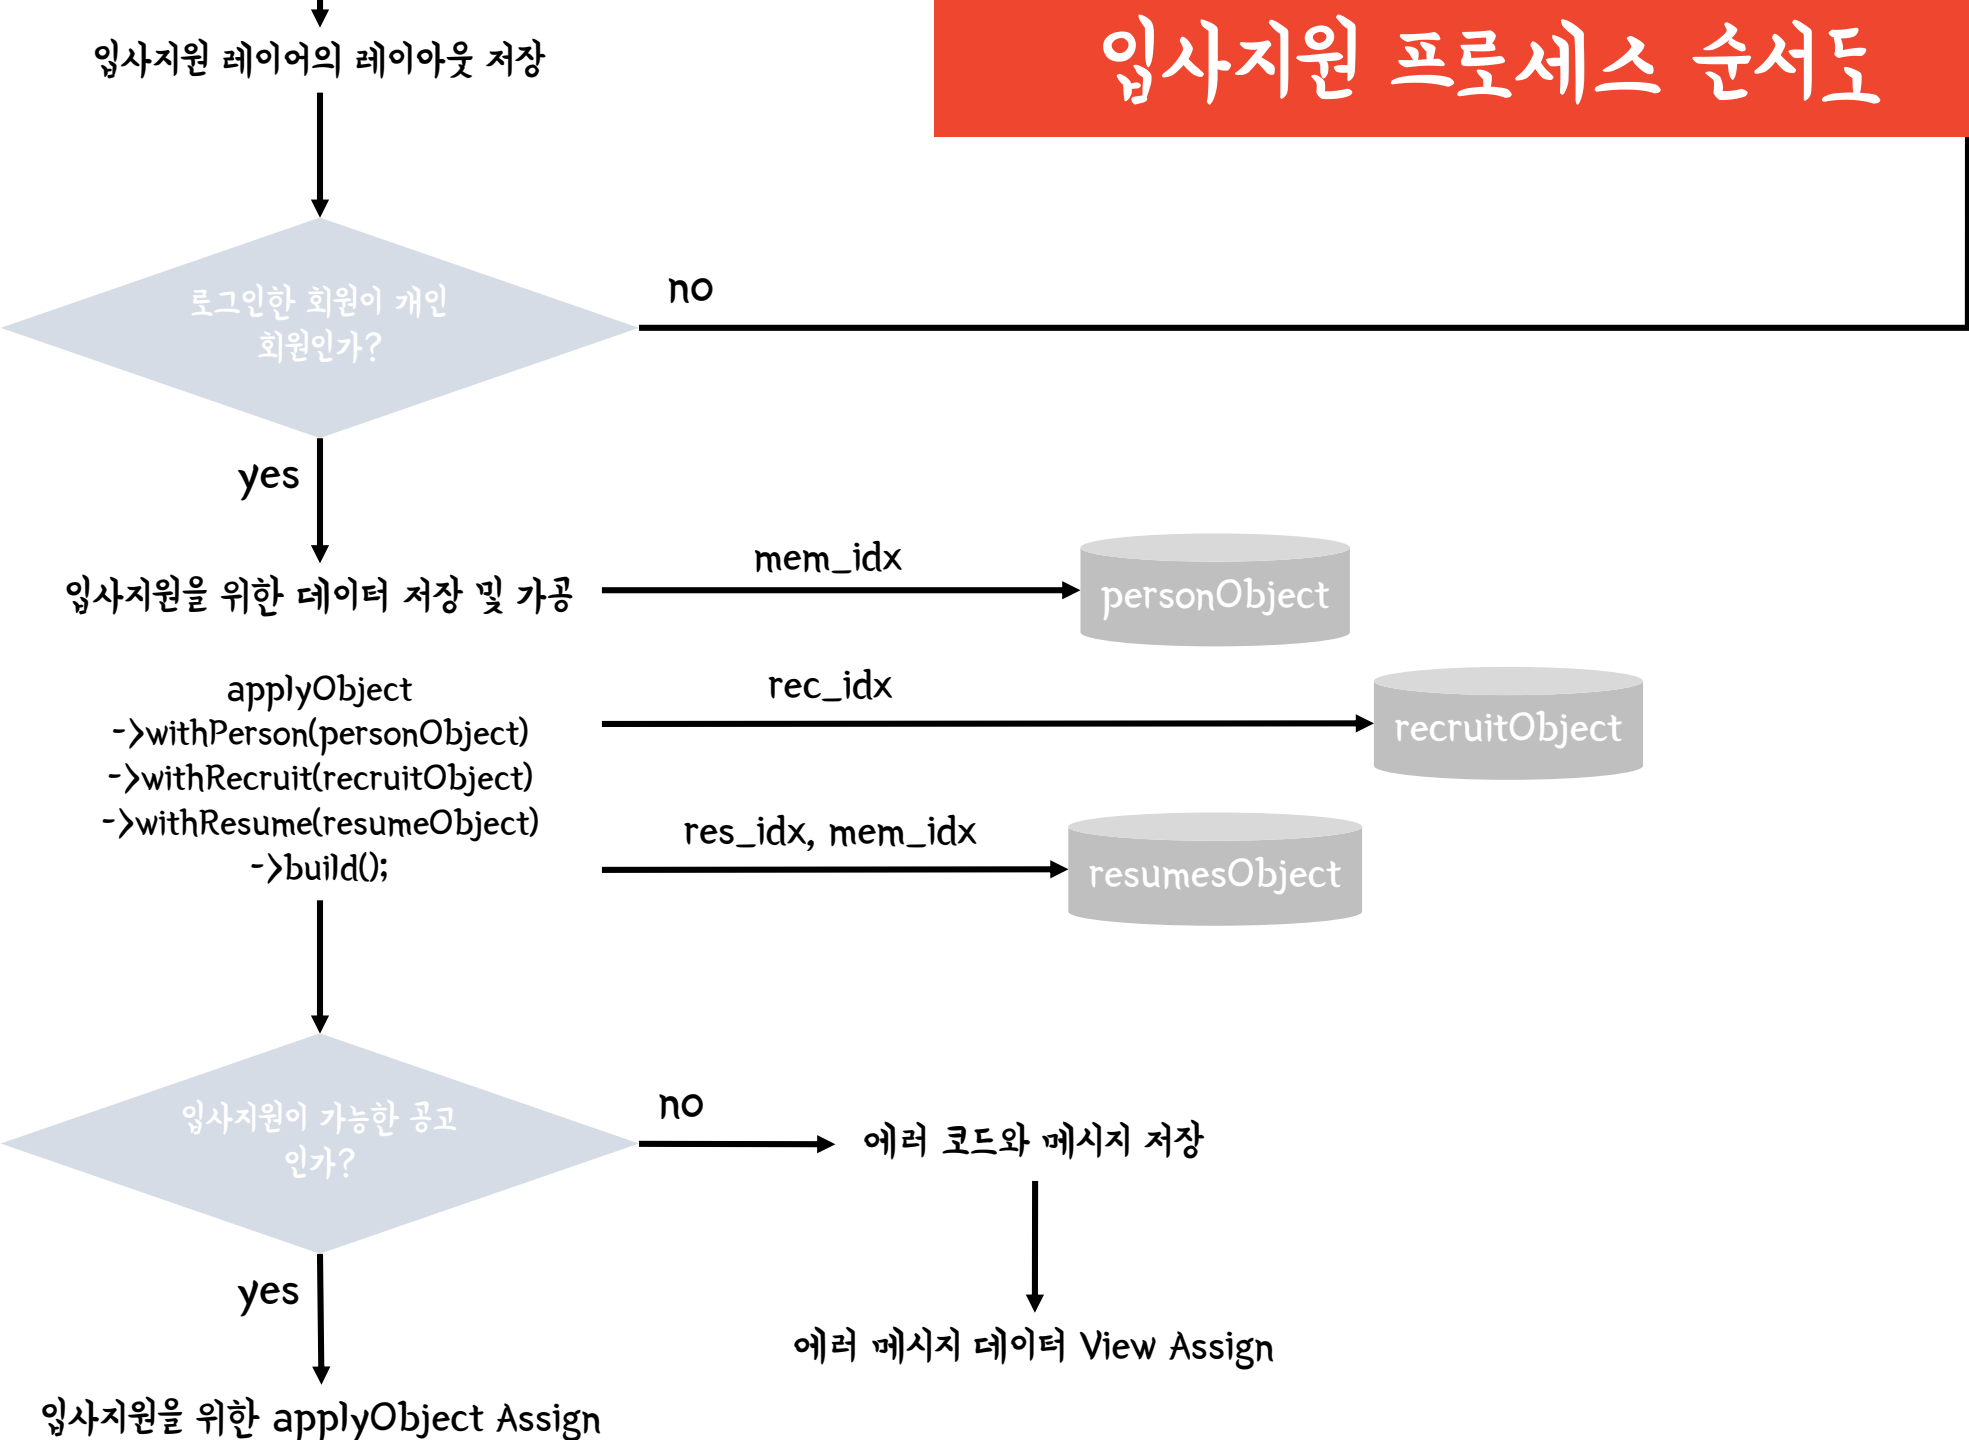 입사지원 프로세스 순서도
입사지원 레이어의 레이아웃 저장
로그인한 회원이 개인
회원인가?
no
yes
입사지원을 위한 데이터 저장 및 가공
mem_idx
personObject
applyObject
->withPerson(personObject)
->withRecruit(recruitObject)
->withResume(resumeObject)
->build();
rec_idx
recruitObject
res_idx, mem_idx
resumesObject
입사지원이 가능한 공고
인가?
no
에러 코드와 메시지 저장
yes
에러 메시지 데이터 View Assign
입사지원을 위한 applyObject Assign